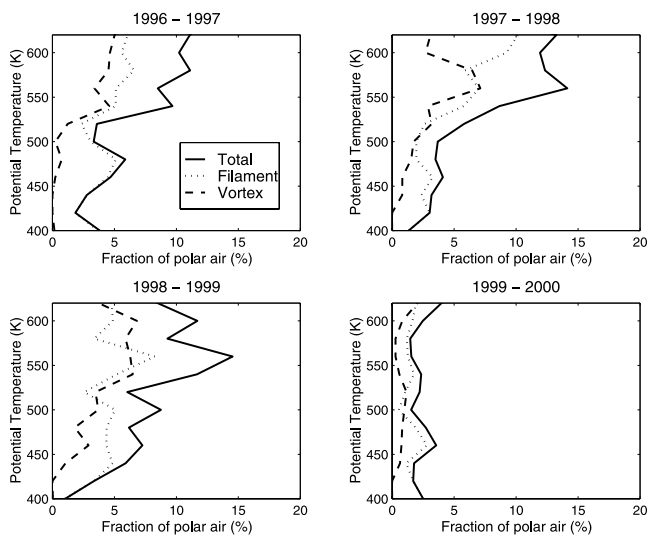 1996 – 1997
Potential Temperature (K)
600
550
500
450
400
0
5
10
15
20
Fraction of polar air (%)
Total
Filament
Vortex
1997 – 1998
Potential Temperature (K)
600
550
500
450
400
0
5
10
15
20
Fraction of polar air (%)
1998 – 1999
Potential Temperature (K)
600
550
500
450
400
0
5
10
15
20
Fraction of polar air (%)
1999 – 2000
Potential Temperature (K)
600
550
500
450
400
0
5
10
15
20
Fraction of polar air (%)